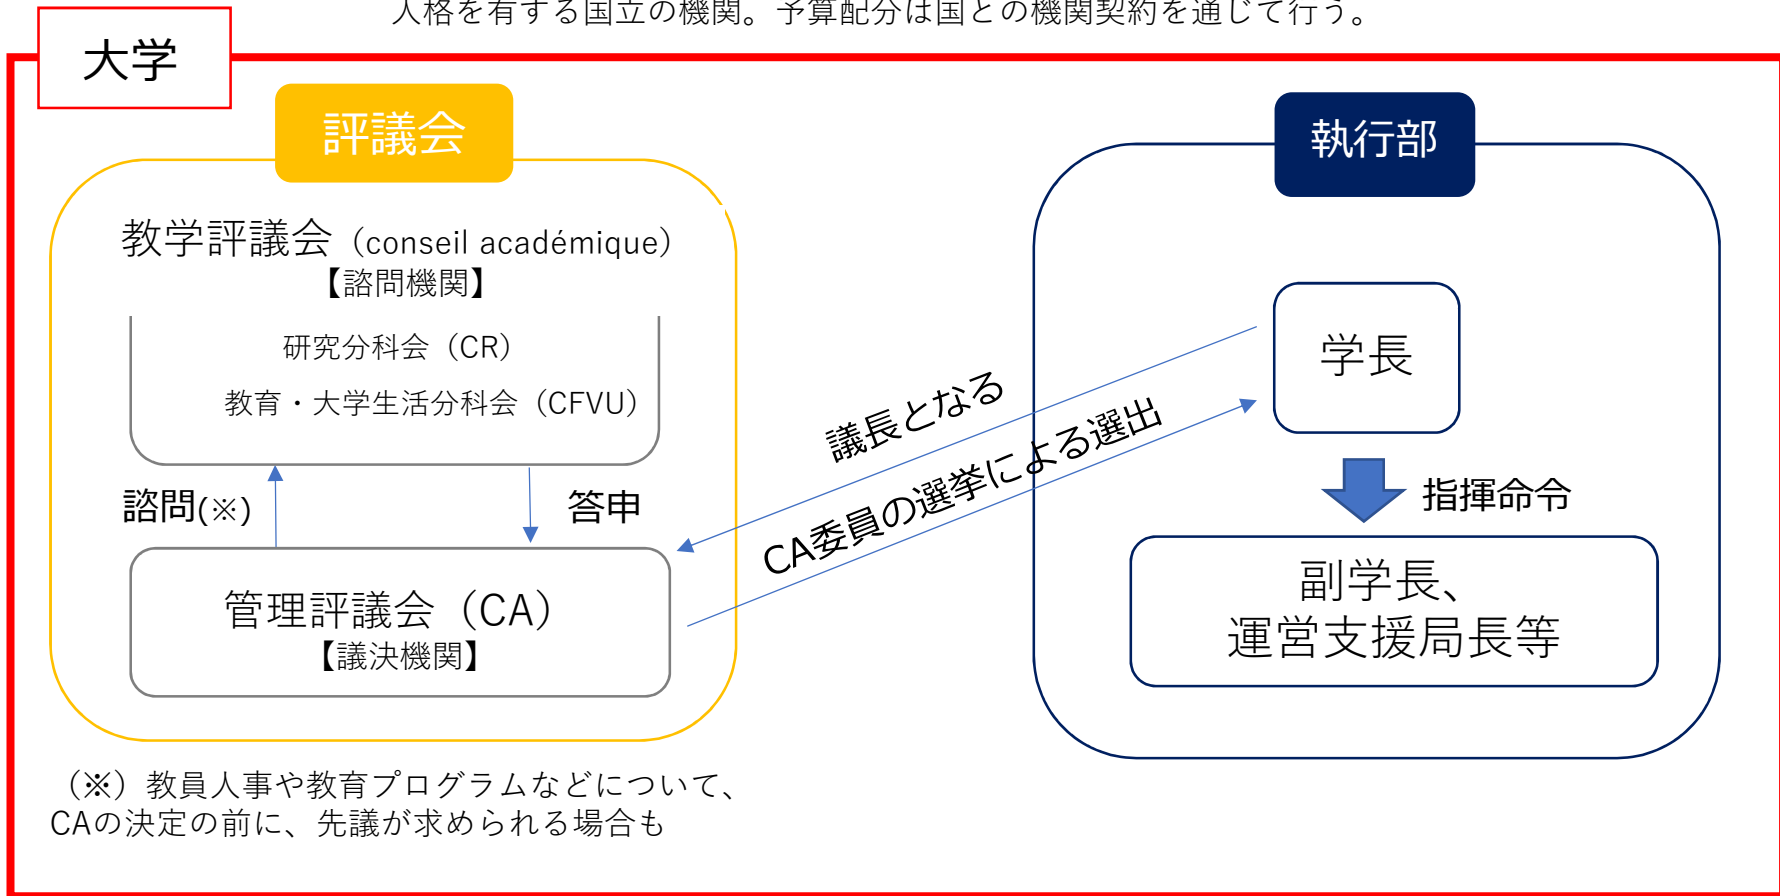 人格を有する国立の機関。予算配分は国との機関契約を通じて行う。
大学
評議会
教学評議会（conseil académique）
【諮問機関】
研究分科会（CR）
教育・大学生活分科会（CFVU）
諮問(※)
答申
管理評議会（CA）
【議決機関】
（※）教員人事や教育プログラムなどについて、
CAの決定の前に、先議が求められる場合も
議長となる
CA委員の選挙による選出
執行部
学長
指揮命令
副学長、
運営支援局長等